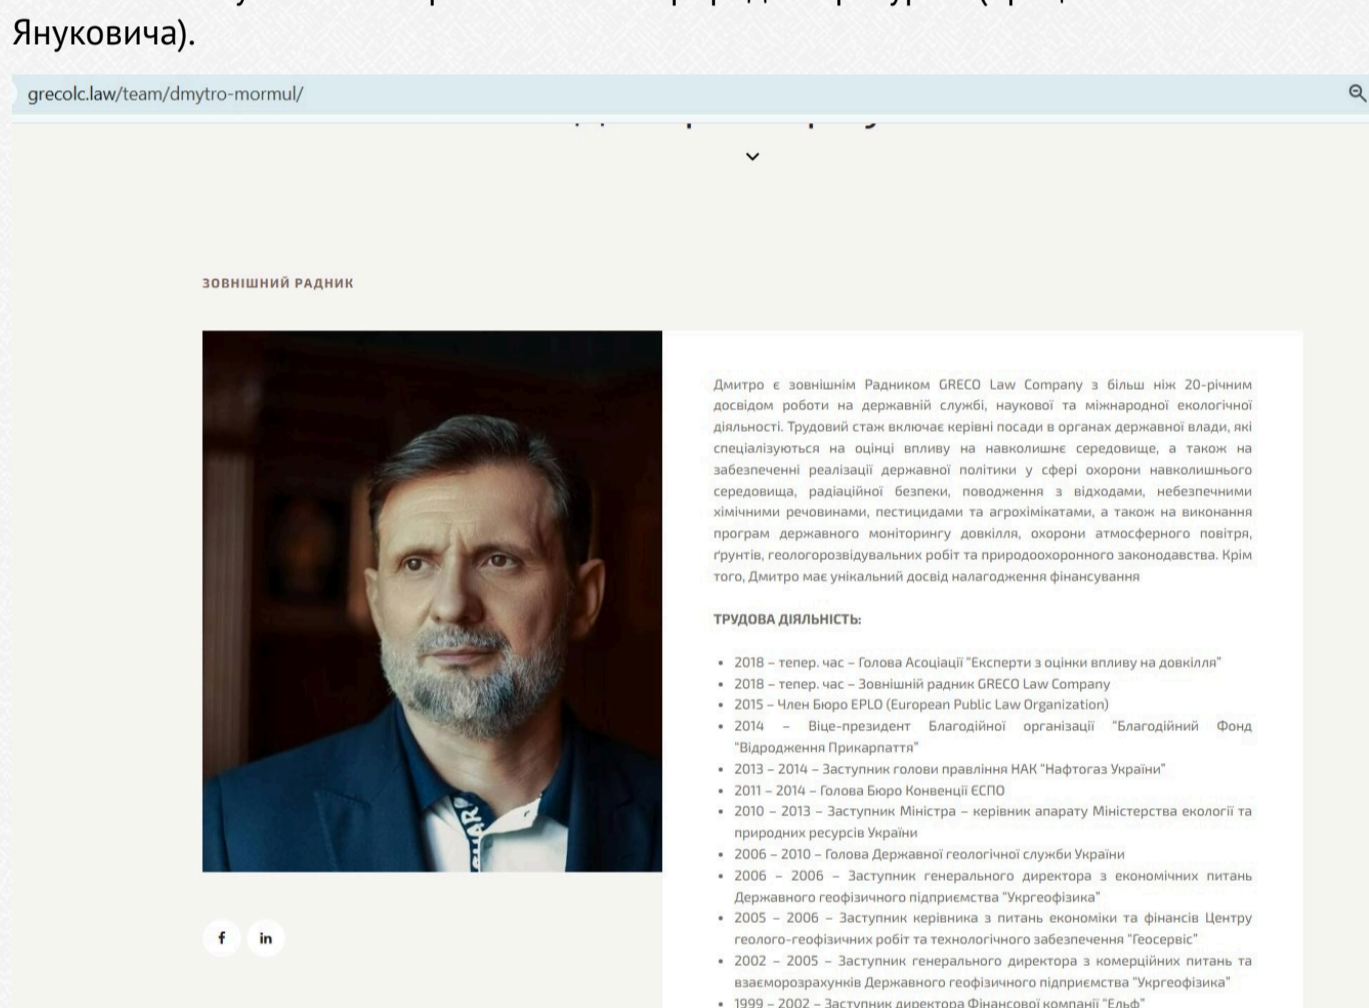 Януковича).
grecolc.law/team/dmytro-mormul/
ЗОВНІШНИЙ РАДНИК
Дмитро є зовнішнім Радником GRECO Law Company з більш ніж 20-річним
досвідом роботи на державній службі, наукової та міжнародної екологічної
діяльності. Трудовий стаж включає керівні посади в органах державної влади, які
спеціалізуються на оцінці впливу на навколишнє середовище, а також на
забезпеченні реалізації державної політики у сфері охорони навколишнього
середовища, радіаційної безпеки, поводження з відходами, небезпечними
хімічними речовинами, пестицидами та агрохімікатами, а також на виконання
програм державного моніторингу довкілля, охорони атмосферного повітря,
ґрунтів, геологорозвідувальних робіт та природоохоронного законодавства. Крім
того, Дмитро має унікальний досвід налагодження фінансування
ТРУДОВА ДІЯЛЬНІСТЬ:
• 2018 – тепер. час – Голова Асоціації "Експерти з оцінки впливу на довкілля"
• 2018 – тепер. час – Зовнішній радник GRECO Law Company
• 2015 – Член Бюро EPLO (European Public Law Organization)
• 2014 – Віце-президент Благодійної організації "Благодійний Фонд
"Відродження Прикарпаття"
• 2013 – 2014 – Заступник голови правління НАК "Нафтогаз України"
• 2011 – 2014 – Голова Бюро Конвенції ЄСПО
• 2010 – 2013 – Заступник Міністра – керівник апарату Міністерства екології та
природних ресурсів України
• 2006 – 2010 – Голова Державної геологічної служби України
• 2006 – 2006 – Заступник генерального директора з економічних питань
Державного геофізичного підприємства "Укргеофізика"
• 2005 – 2006 – Заступник керівника з питань економіки та фінансів Центру
геолого-геофізичних робіт та технологічного забезпечення "Геосервіс"
• 2002 – 2005 – Заступник генерального директора з комерційних питань та
взаєморозрахунків Державного геофізичного підприємства "Укргеофізика"
• 1999 – 2002 – Заступник директора Фінансової компанії "Ельф"
f in